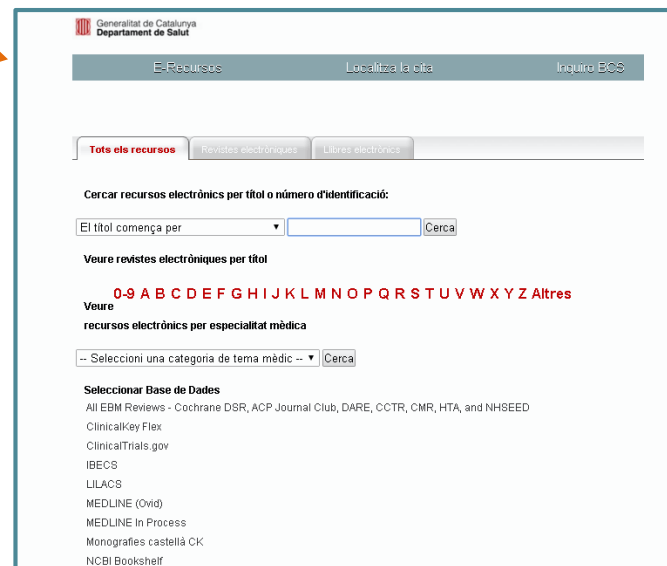 Generalitat de Catalunya
Departament de Salut
E-Recursos Localitza la cita Inquiro BCS
Tots els recursos Revistes electròniques Llibres electrònics
Cercar recursos electrònics per títol o número d'identificació:
El títol comença per Cerca
Veure revistes electròniques per títol
0-9 A B C D E F G H I J K L M N O P Q R S T U V W X Y Z Altres
Veure
recursos electrònics per especialitat mèdica
-- Seleccioni una categoria de tema mèdic -- Cerca
Seleccionar Base de Dades
All EBM Reviews - Cochrane DSR, ACP Journal Club, DARE, CCTR, CMR, HTA, and NHSEED
ClinicalKey Flex
ClinicalTrials.gov
IBECS
LILACS
MEDLINE (Ovid)
MEDLINE In Process
Monografies castellà CK
NCBI Bookshelf